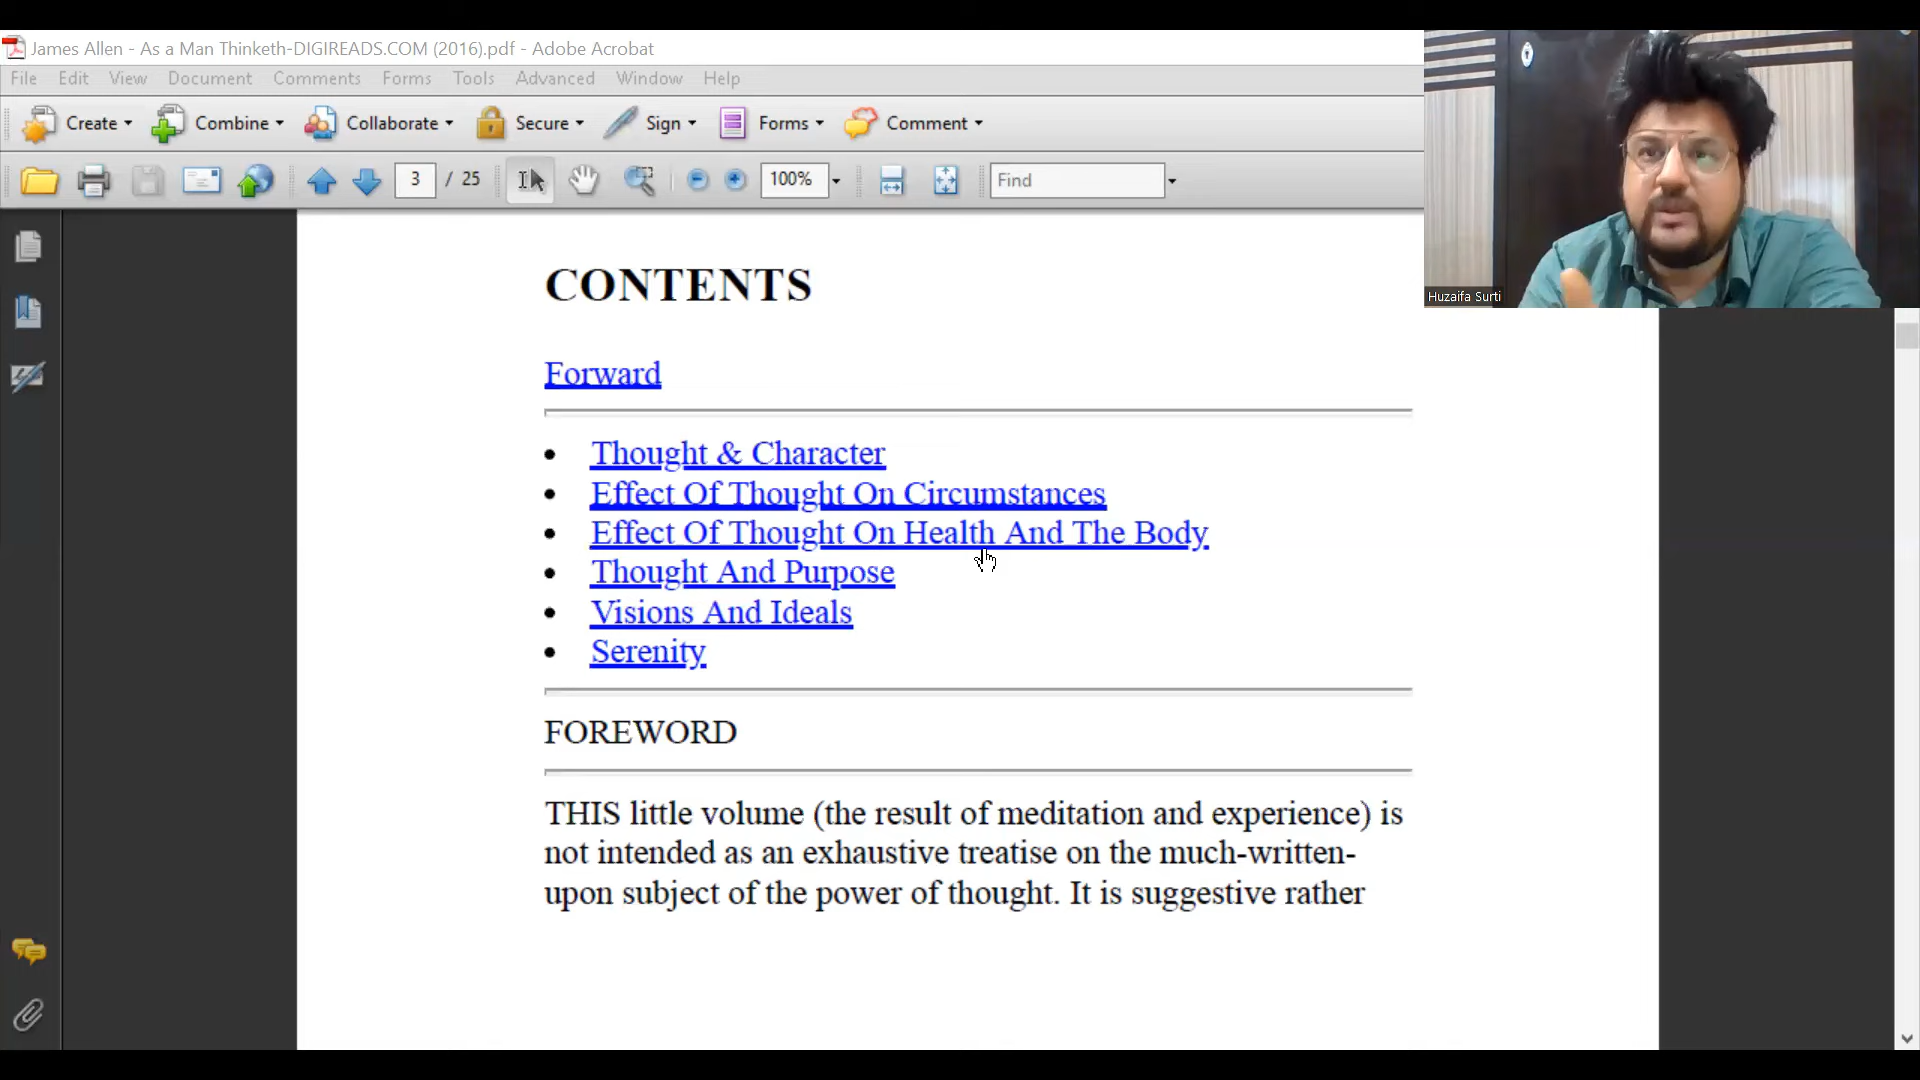 James Allen - As a Man Thinketh-DIGIREADS.COM (2016).pdf - Adobe Acrobat
File Edit View Document Comments Forms Tools Advanced Window Help
Create Combine Collaborate Secure Sign Forms Comment
3 / 25 100% Find
Huzaifa Surti
CONTENTS
Forward
• Thought & Character
• Effect Of Thought On Circumstances
• Effect Of Thought On Health And The Body
• Thought And Purpose
• Visions And Ideals
• Serenity
FOREWORD
THIS little volume (the result of meditation and experience) is
not intended as an exhaustive treatise on the much-written-
upon subject of the power of thought. It is suggestive rather